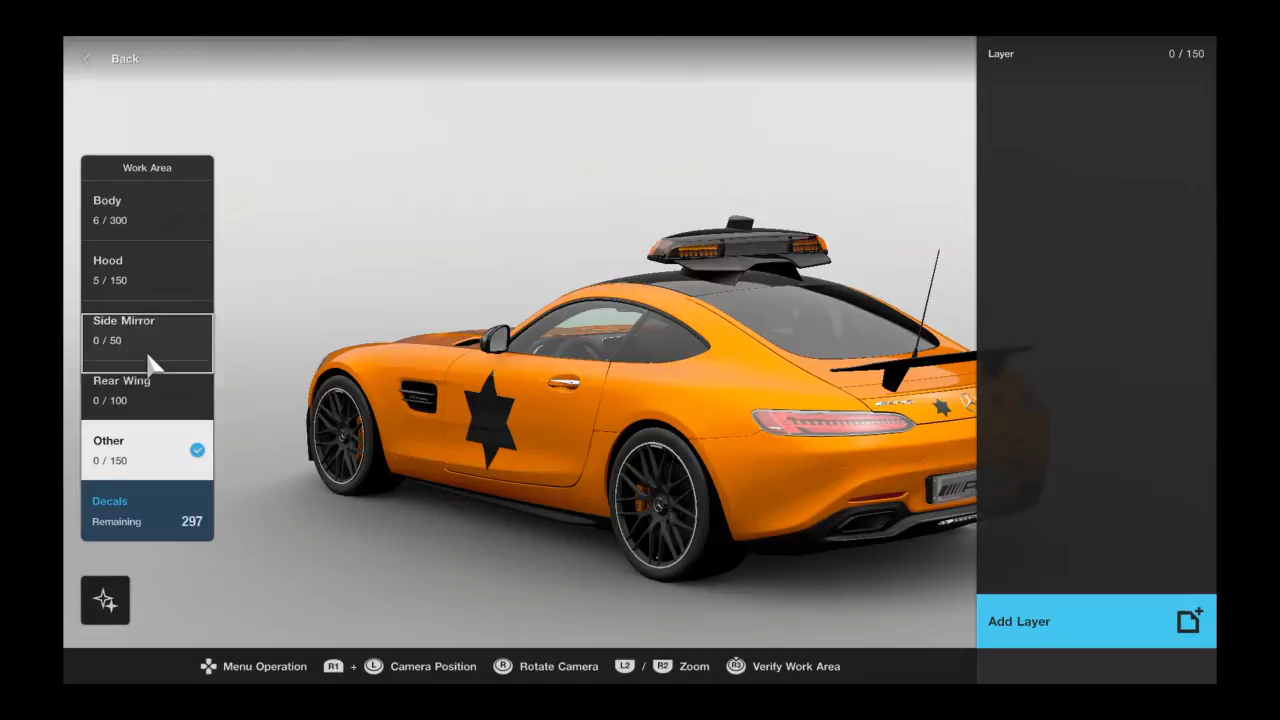 Back
Layer 0 / 150
Work Area
Body
6 / 300
Hood
5 / 150
Side Mirror
0 / 50
Rear Wing
0 / 100
Other
0 / 150
Decals
Remaining 297
Add Layer
Menu Operation R1 + L Camera Position R Rotate Camera L2 / R2 Zoom R3 Verify Work Area